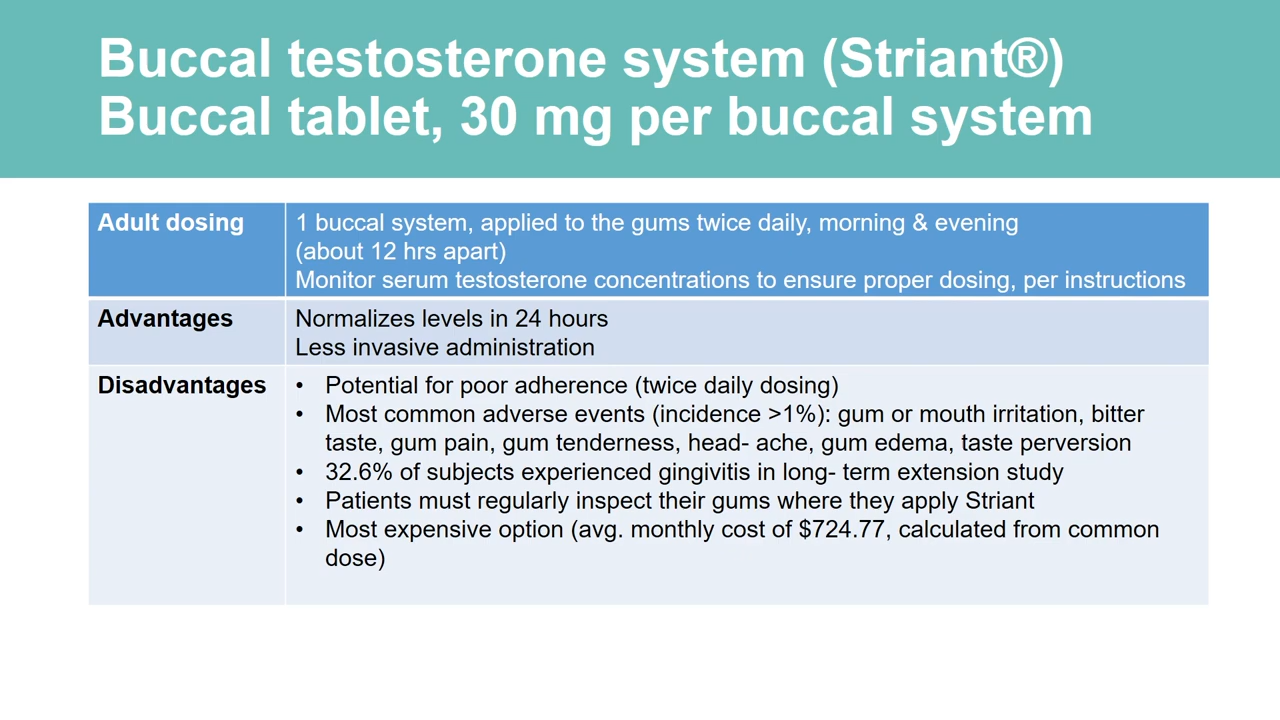 Buccal testosterone system (Striant®)
Buccal tablet, 30 mg per buccal system
Adult dosing
1 buccal system, applied to the gums twice daily, morning & evening
(about 12 hrs apart)
Monitor serum testosterone concentrations to ensure proper dosing, per instructions
Advantages
Normalizes levels in 24 hours
Less invasive administration
Disadvantages
• Potential for poor adherence (twice daily dosing)
• Most common adverse events (incidence >1%): gum or mouth irritation, bitter
taste, gum pain, gum tenderness, head- ache, gum edema, taste perversion
• 32.6% of subjects experienced gingivitis in long- term extension study
• Patients must regularly inspect their gums where they apply Striant
• Most expensive option (avg. monthly cost of $724.77, calculated from common
dose)